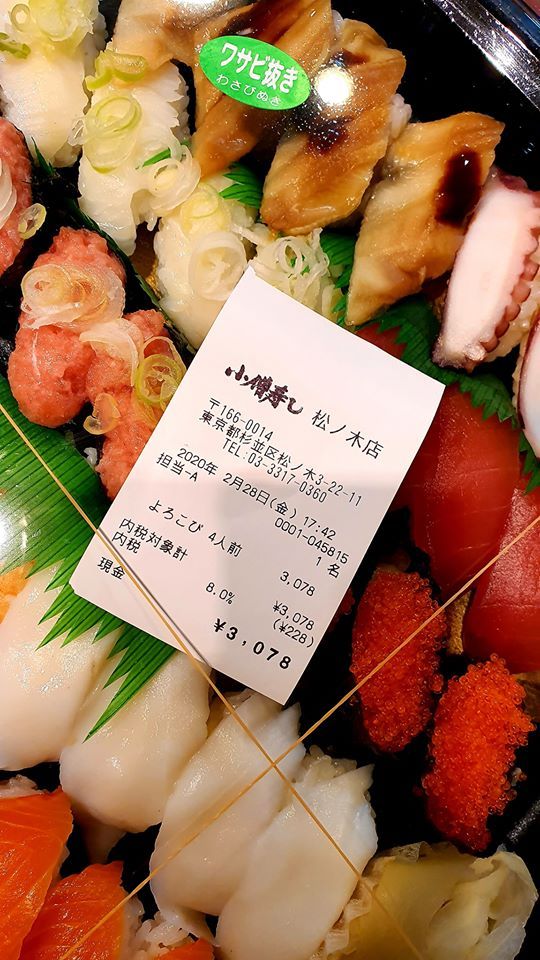 ワサビ抜き
わさびぬき
小僧寿し 松ノ木店
〒166-0014
東京都杉並区松ノ木3-22-11
TEL:03-3317-0360
2020年 2月28日(金) 17:42
担当-A 0001-045815
1 名
よろこび 4人前 3,078
内税対象計 ¥3,078
内税 8.0% (¥228)
現金 ¥3,078